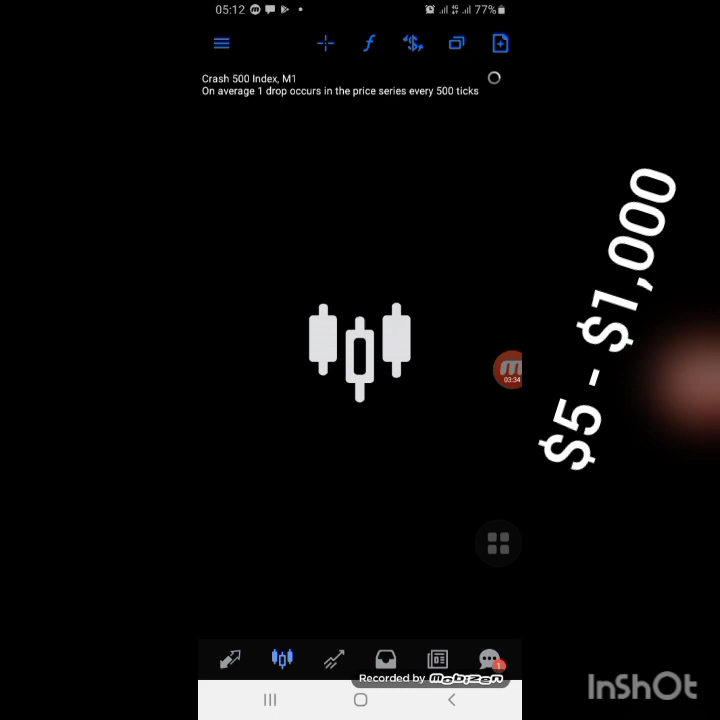 05:12
77%
Crash 500 Index, M1
On average 1 drop occurs in the price series every 500 ticks
$5 - $1,000
03:34
1
Recorded by mobizen
InShOt